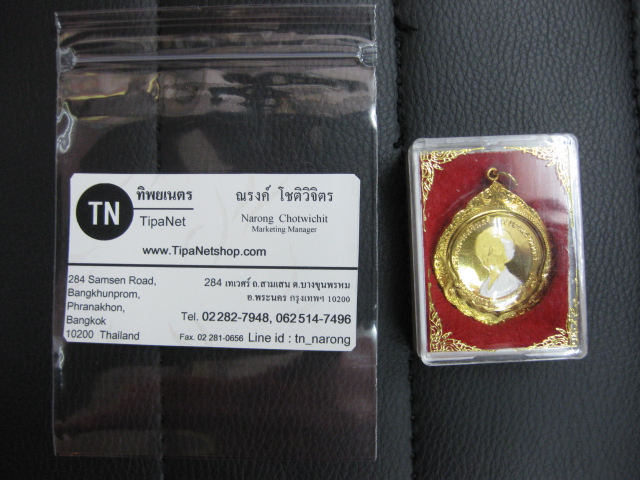 TN
ทิพยเนตร
TipaNet
ณรงค์ โชติวิจิตร
Narong Chotwichit
Marketing Manager
www.TipaNetshop.com
284 Samsen Road,
Bangkhunprom,
Phranakhon,
Bangkok
10200 Thailand
284 เทเวศร์ ถ.สามเสน ต.บางขุนพรหม
อ.พระนคร กรุงเทพฯ 10200
Tel. 02 282-7948, 062 514-7496
Fax. 02 281-0656 Line id : tn_narong